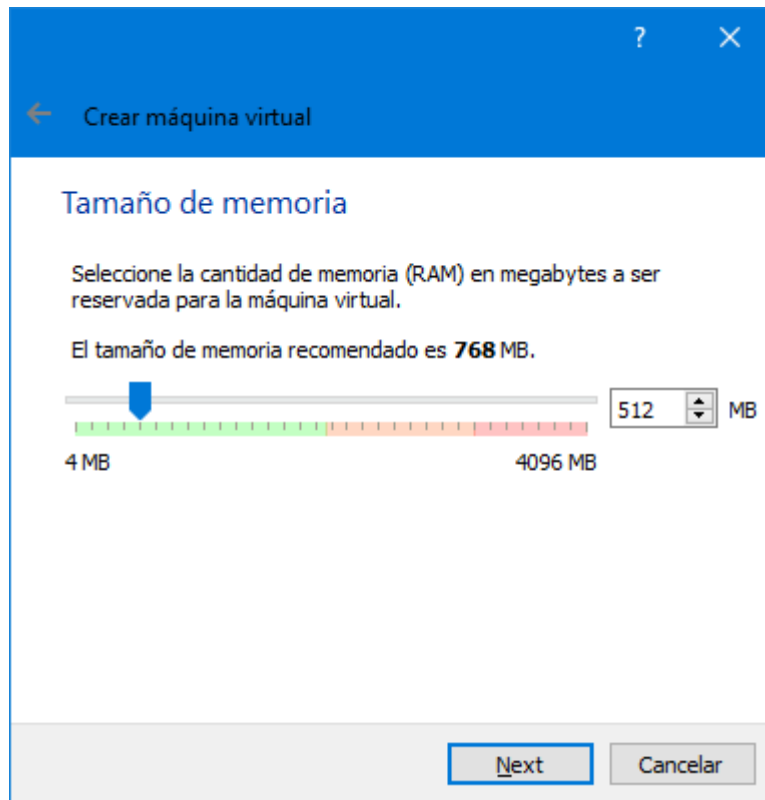 ?
Crear máquina virtual
Tamaño de memoria
Seleccione la cantidad de memoria (RAM) en megabytes a ser
reservada para la máquina virtual.
El tamaño de memoria recomendado es 768 MB.
512 MB
4 MB 4096 MB
Next Cancelar